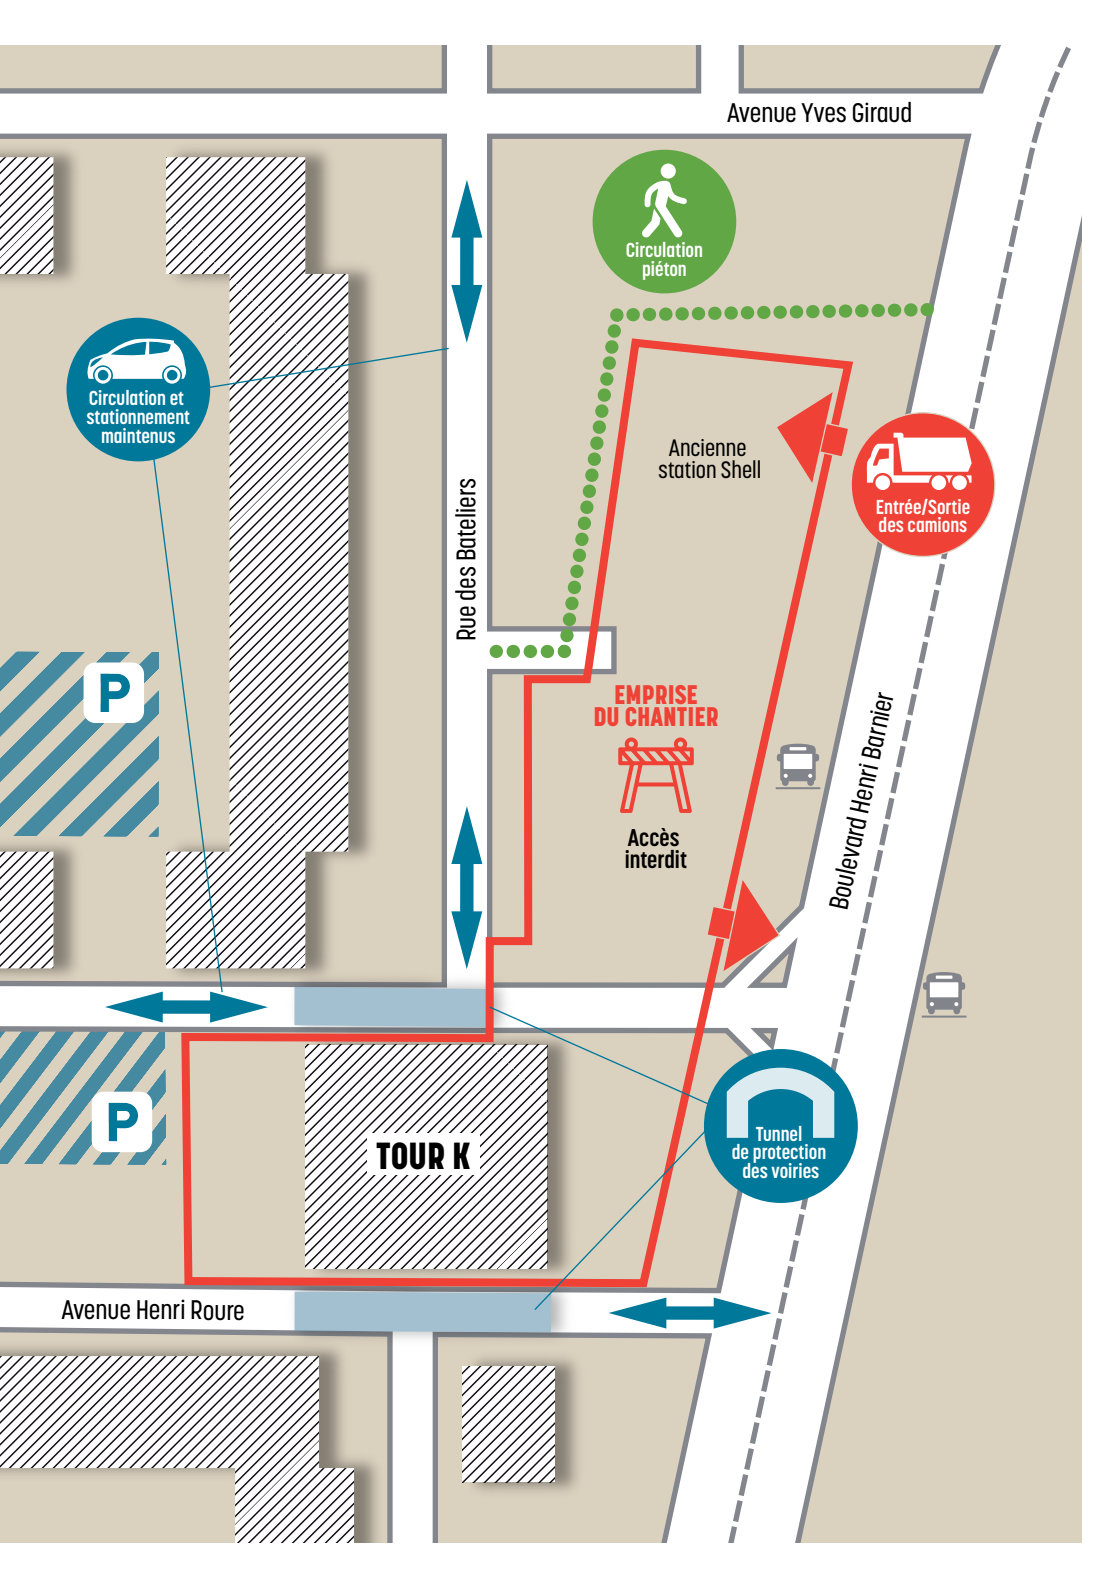 Avenue Yves Giraud
Circulation
piéton
Circulation et
stationnement
maintenus
Ancienne
station Shell
Entrée/Sortie
des camions
Rue des Bateliers
P
EMPRISE
DU CHANTIER
Accès
interdit
Boulevard Henri Barnier
P
TOUR K
Tunnel
de protection
des voiries
Avenue Henri Roure